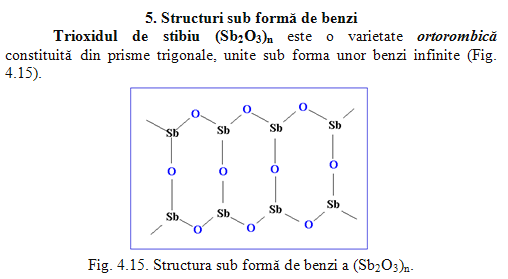 5. Structuri sub formă de benzi
Trioxidul de stibiu (Sb₂O₃)ₙ este o varietate ortorombică
constituită din prisme trigonale, unite sub forma unor benzi infinite (Fig.
4.15).
O O O
Sb Sb Sb Sb
O O O O
Sb Sb Sb Sb
O O O
Fig. 4.15. Structura sub formă de benzi a (Sb₂O₃)ₙ.